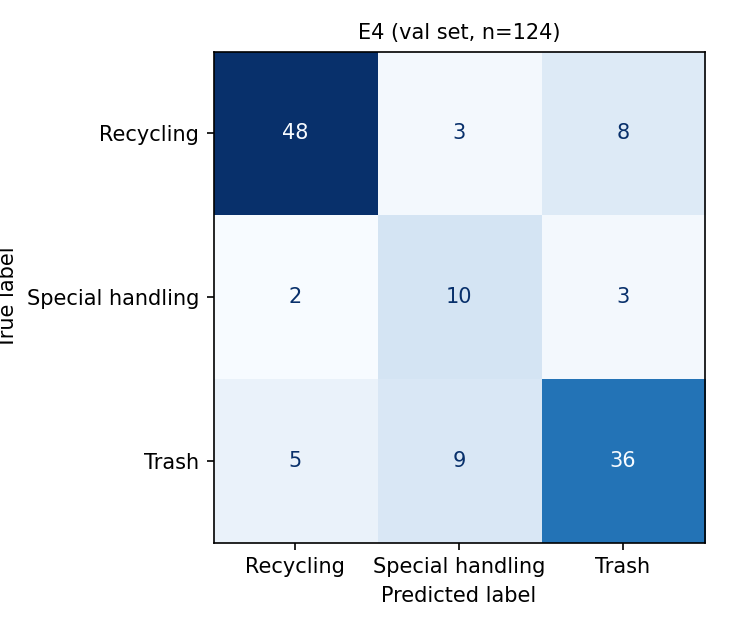 E4 (val set, n=124)
True label
Recycling
48 3 8
Special handling
2 10 3
Trash
5 9 36
Recycling Special handling Trash
Predicted label